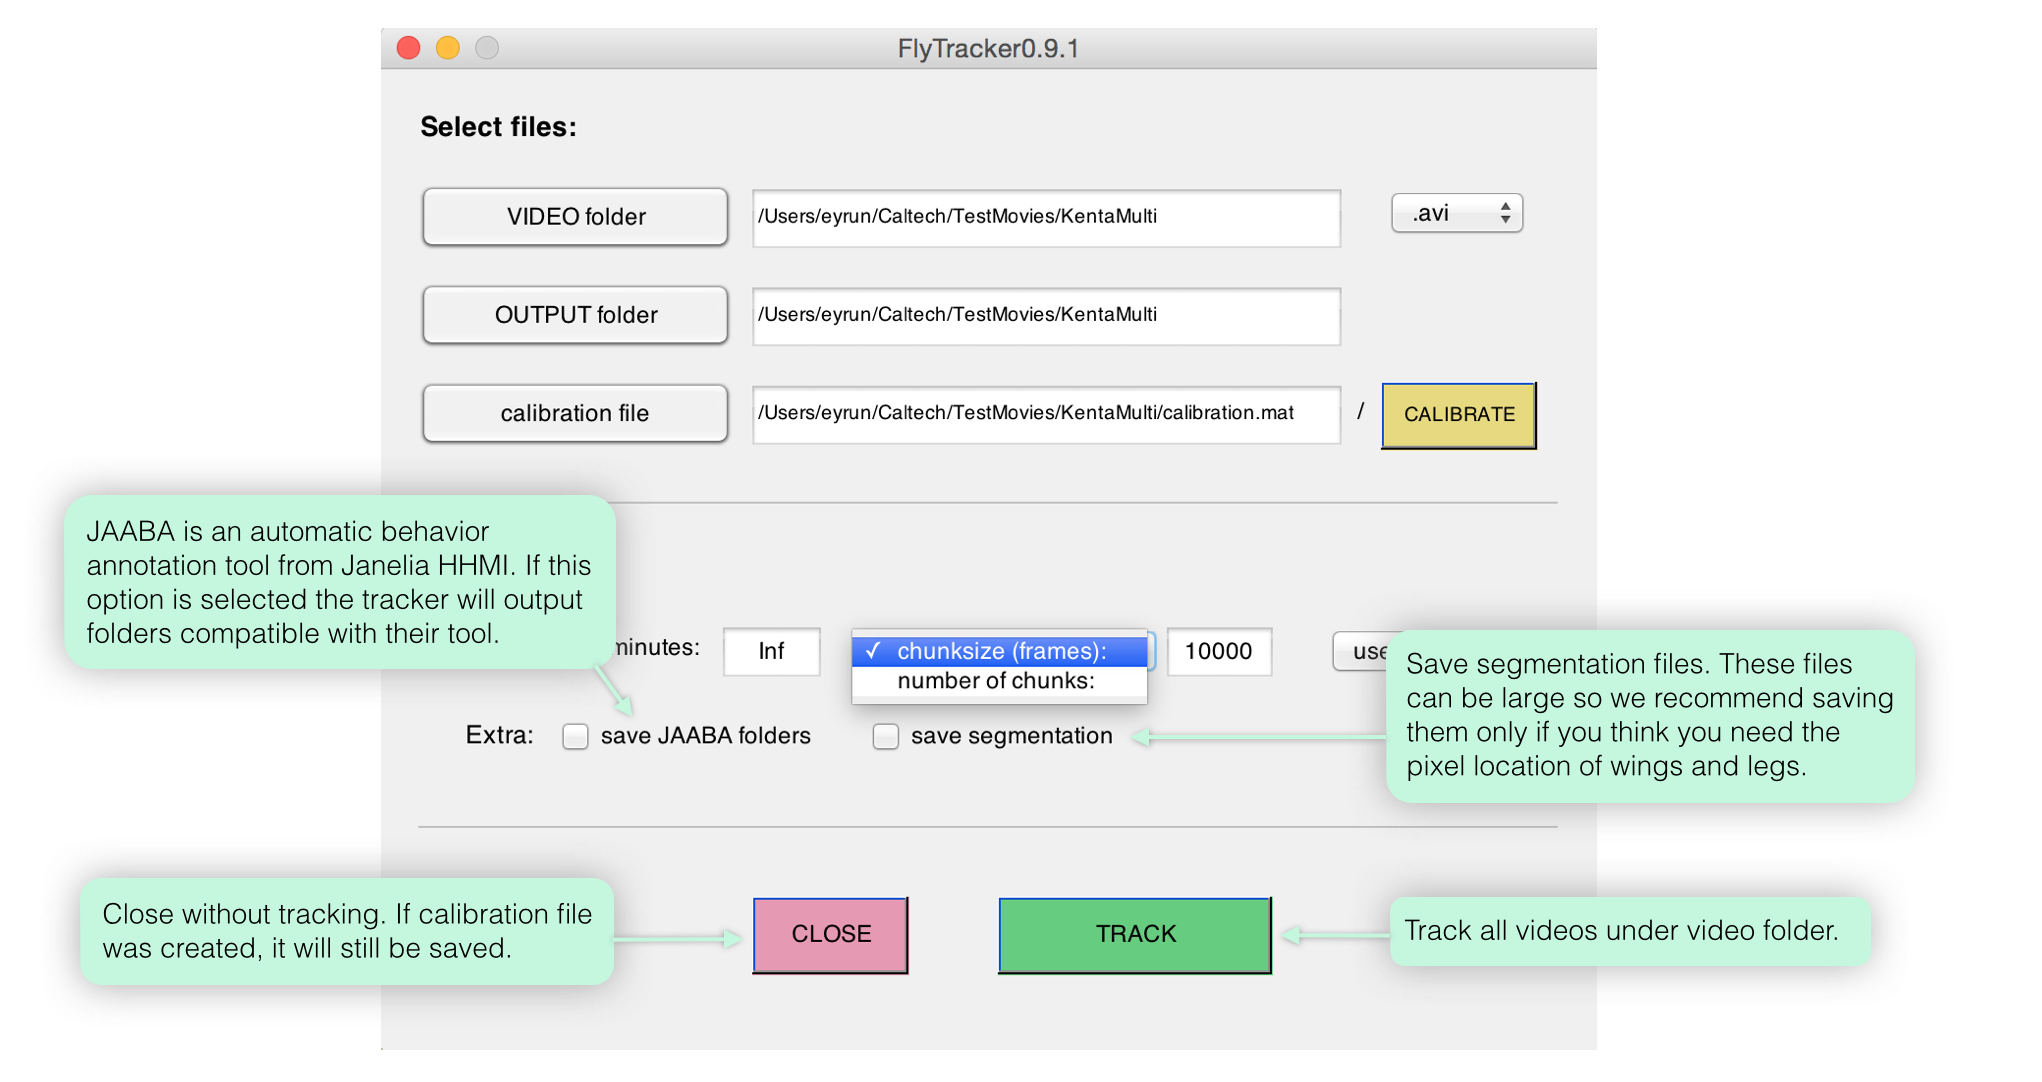 FlyTracker0.9.1
Select files:
VIDEO folder
/Users/eyrun/Caltech/TestMovies/KentaMulti
.avi
OUTPUT folder
/Users/eyrun/Caltech/TestMovies/KentaMulti
calibration file
/Users/eyrun/Caltech/TestMovies/KentaMulti/calibration.mat
/
CALIBRATE
JAABA is an automatic behavior
annotation tool from Janelia HHMI. If this
option is selected the tracker will output
folders compatible with their tool.
minutes:
Inf
✓ chunksize (frames):
number of chunks:
10000
use
Save segmentation files. These files
can be large so we recommend saving
them only if you think you need the
pixel location of wings and legs.
Extra:
save JAABA folders
save segmentation
Close without tracking. If calibration file
was created, it will still be saved.
CLOSE
TRACK
Track all videos under video folder.